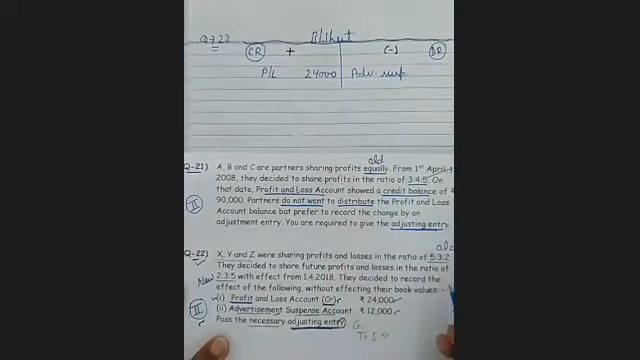 Q→22
B/Sheet
CR + (-) DR
P/L 24000 Adv. susp.
old
Q-21) A, B and C are partners sharing profits equally. From 1st April,
2008, they decided to share profits in the ratio of 3:4:5. On
that date, Profit and Loss Account showed a credit balance of ₹
90,000. Partners do not want to distribute the Profit and Loss
Account balance but prefer to record the change by an
adjustment entry. You are required to give the adjusting entry
II
old
Q-22) X, Y and Z were sharing profits and losses in the ratio of 5:3:2
They decided to share future profits and losses in the ratio of
New 2:3:5 with effect from 1.4.2018. They decided to record the
effect of the following, without effecting their book values: -
(i) Profit and Loss Account (Cr) ₹ 24,000
(ii) Advertisement Suspense Account ₹ 12,000
II
Pass the necessary adjusting entry